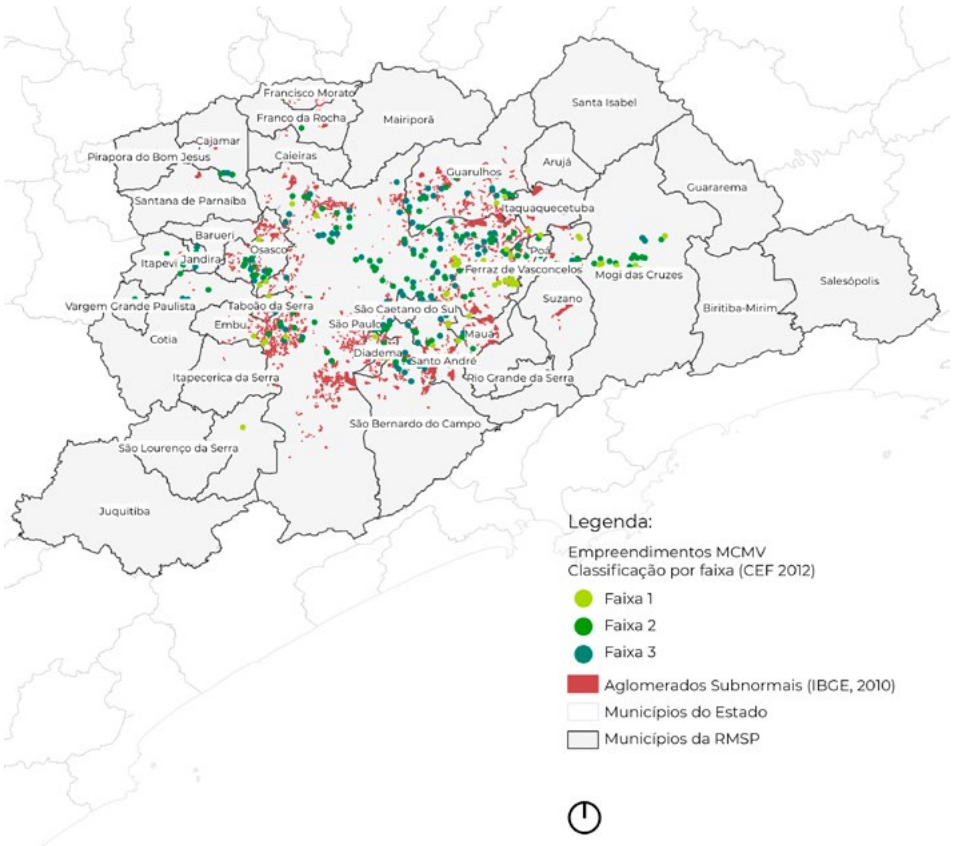 Francisco Morato
Santa Isabel
Franco da Rocha
Mairiporã
Cajamar
Pirapora do Bom Jesus
Caieiras
Arujá
Guarulhos
Guararema
Santana de Parnaíba
Itaquaquecetuba
Barueri
Osasco
Poá
Itapevi
Jandira
Ferraz de Vasconcelos
Mogi das Cruzes
Salesópolis
Suzano
Vargem Grande Paulista
Taboão da Serra
São Caetano do Sul
Biritiba-Mirim
Embu
São Paulo
Cotia
Mauá
Diadema
Santo André
Itapecerica da Serra
Rio Grande da Serra
São Bernardo do Campo
São Lourenço da Serra
Juquitiba
Legenda:
Empreendimentos MCMV
Classificação por faixa (CEF 2012)
Faixa 1
Faixa 2
Faixa 3
Aglomerados Subnormais (IBGE, 2010)
Municípios do Estado
Municípios da RMSP